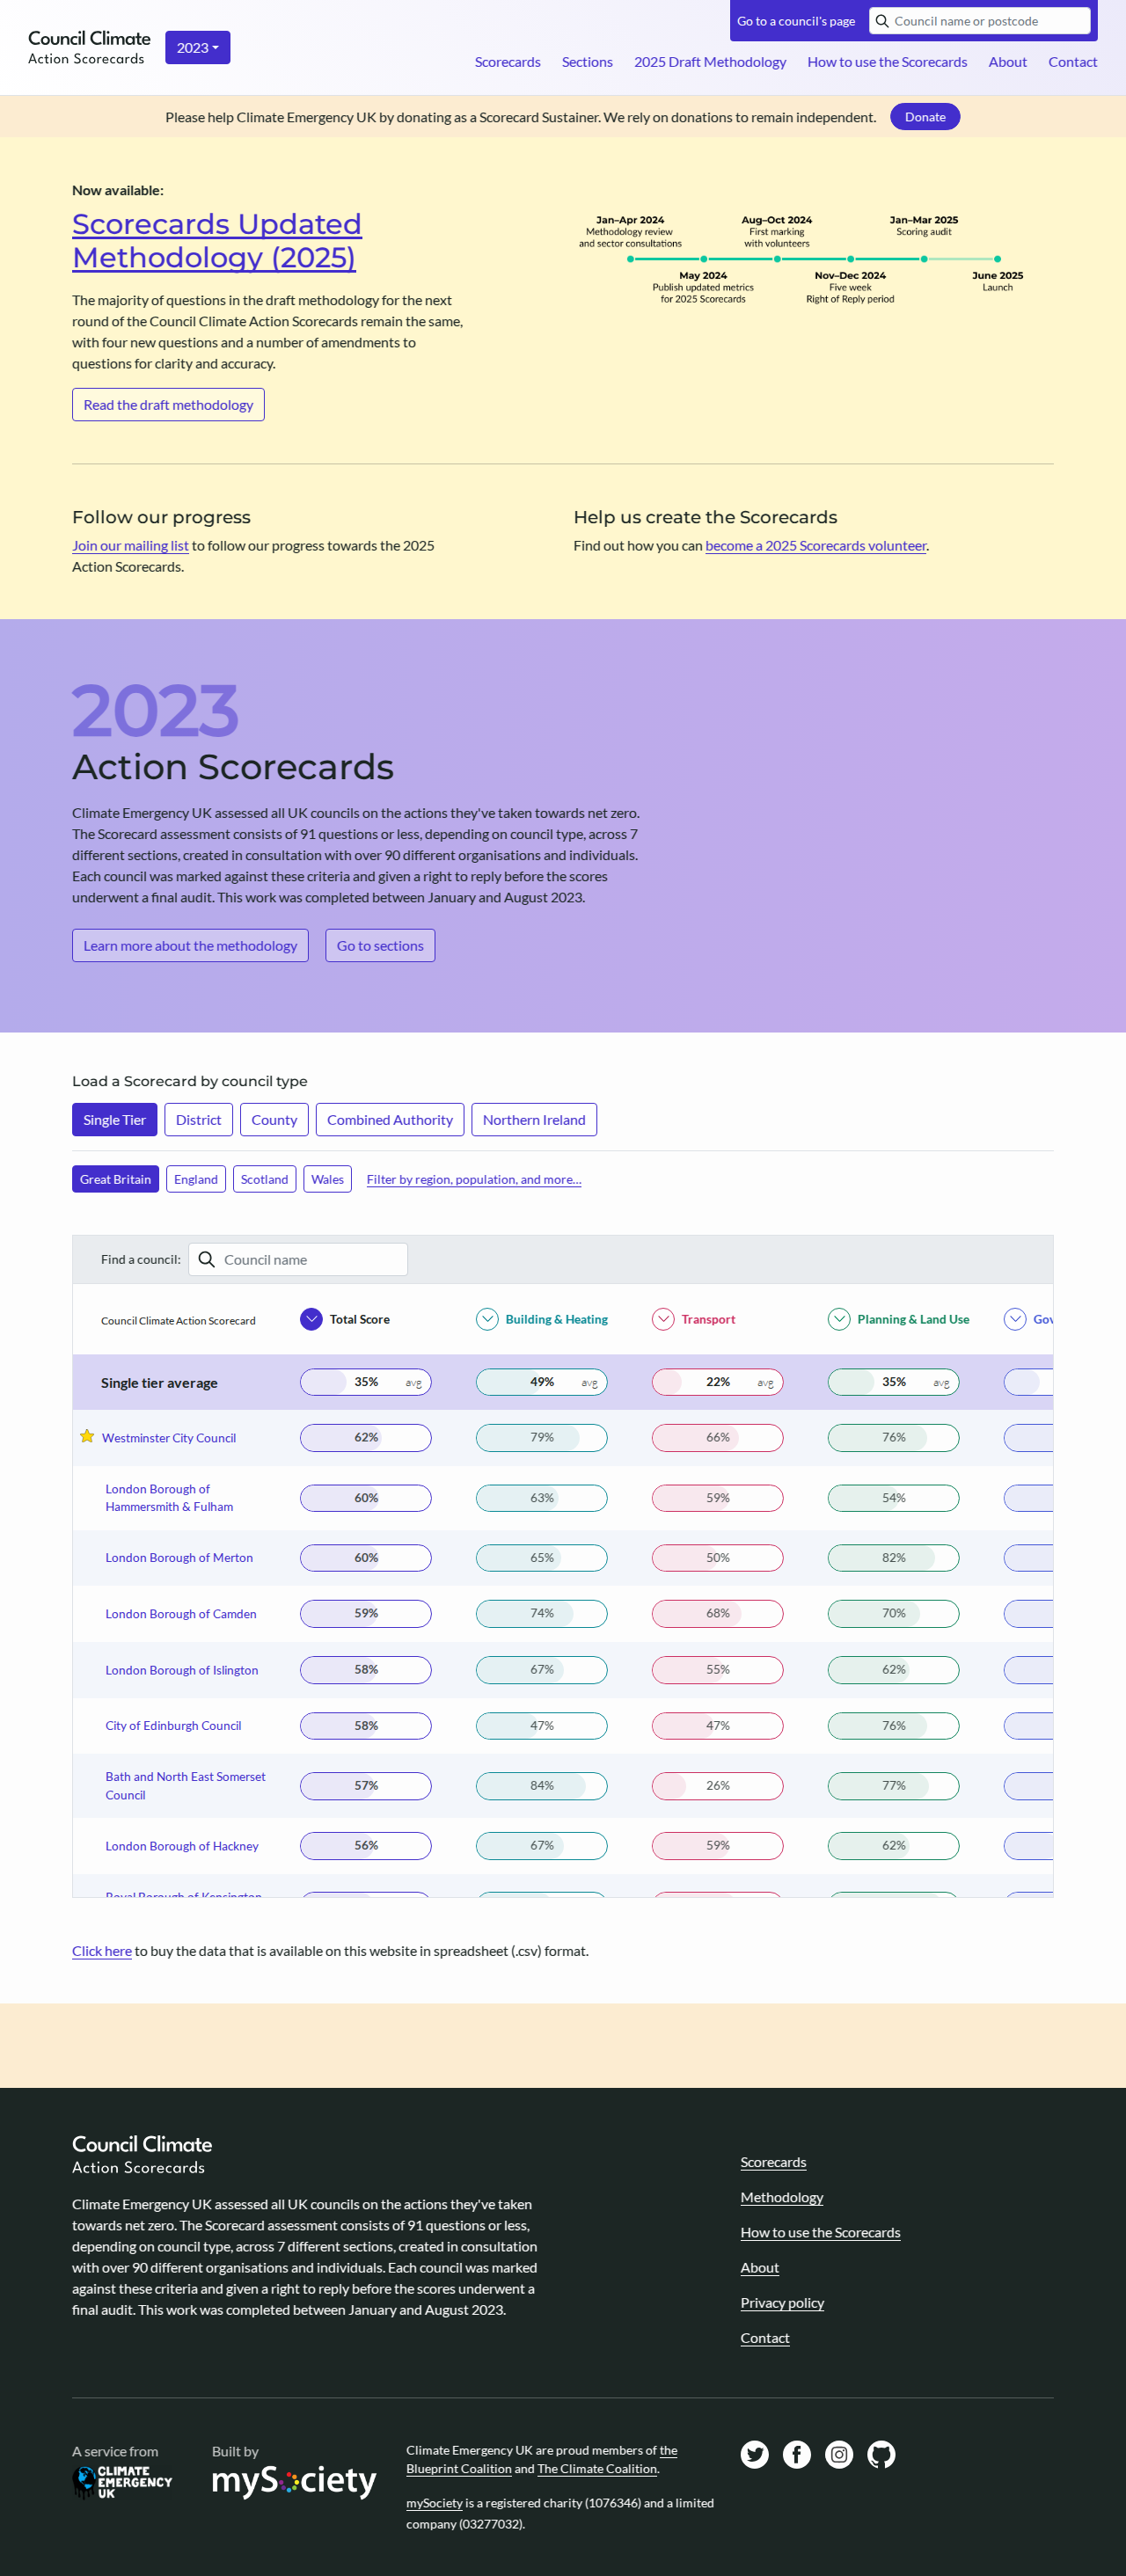 Council Climate
Action Scorecards
2023
Go to a council's page
Council name or postcode
Scorecards
Sections
2025 Draft Methodology
How to use the Scorecards
About
Contact
Please help Climate Emergency UK by donating as a Scorecard Sustainer. We rely on donations to remain independent.
Donate
Now available:
Scorecards Updated
Methodology (2025)
The majority of questions in the draft methodology for the next
round of the Council Climate Action Scorecards remain the same,
with four new questions and a number of amendments to
questions for clarity and accuracy.
Read the draft methodology
Jan–Apr 2024
Methodology review
and sector consultations
Aug–Oct 2024
First marking
with volunteers
Jan–Mar 2025
Scoring audit
May 2024
Publish updated metrics
for 2025 Scorecards
Nov–Dec 2024
Five week
Right of Reply period
June 2025
Launch
Follow our progress
Join our mailing list to follow our progress towards the 2025
Action Scorecards.
Help us create the Scorecards
Find out how you can become a 2025 Scorecards volunteer.
2023
Action Scorecards
Climate Emergency UK assessed all UK councils on the actions they've taken towards net zero.
The Scorecard assessment consists of 91 questions or less, depending on council type, across 7
different sections, created in consultation with over 90 different organisations and individuals.
Each council was marked against these criteria and given a right to reply before the scores
underwent a final audit. This work was completed between January and August 2023.
Learn more about the methodology
Go to sections
Load a Scorecard by council type
Single Tier
District
County
Combined Authority
Northern Ireland
Great Britain
England
Scotland
Wales
Filter by region, population, and more...
Find a council:
Council name
Council Climate Action Scorecard
Total Score
Building & Heating
Transport
Planning & Land Use
Gov
Single tier average
35% avg
49% avg
22% avg
35% avg
Westminster City Council
62%
79%
66%
76%
London Borough of
Hammersmith & Fulham
60%
63%
59%
54%
London Borough of Merton
60%
65%
50%
82%
London Borough of Camden
59%
74%
68%
70%
London Borough of Islington
58%
67%
55%
62%
City of Edinburgh Council
58%
47%
47%
76%
Bath and North East Somerset
Council
57%
84%
26%
77%
London Borough of Hackney
56%
67%
59%
62%
Royal Borough of Kensington
Click here to buy the data that is available on this website in spreadsheet (.csv) format.
Council Climate
Action Scorecards
Climate Emergency UK assessed all UK councils on the actions they've taken
towards net zero. The Scorecard assessment consists of 91 questions or less,
depending on council type, across 7 different sections, created in consultation
with over 90 different organisations and individuals. Each council was marked
against these criteria and given a right to reply before the scores underwent a
final audit. This work was completed between January and August 2023.
Scorecards
Methodology
How to use the Scorecards
About
Privacy policy
Contact
A service from
CLIMATE
EMERGENCY
UK
Built by
mySociety
Climate Emergency UK are proud members of the
Blueprint Coalition and The Climate Coalition.
mySociety is a registered charity (1076346) and a limited
company (03277032).